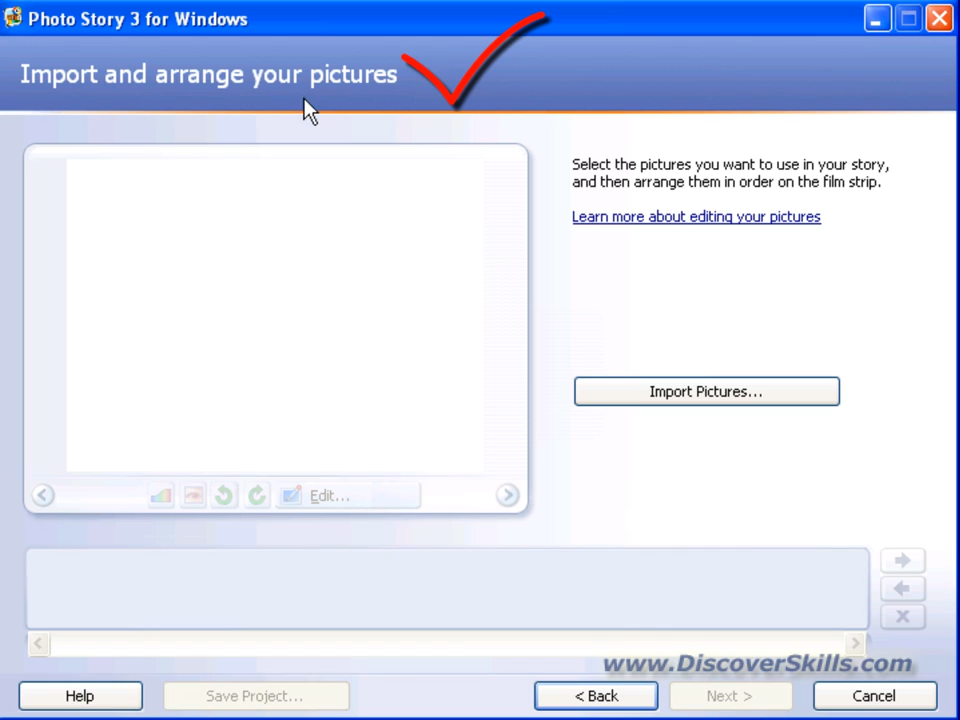 Photo Story 3 for Windows
Import and arrange your pictures
Select the pictures you want to use in your story,
and then arrange them in order on the film strip.
Learn more about editing your pictures
Import Pictures...
Edit...
www.DiscoverSkills.com
Help
Save Project...
< Back
Next >
Cancel